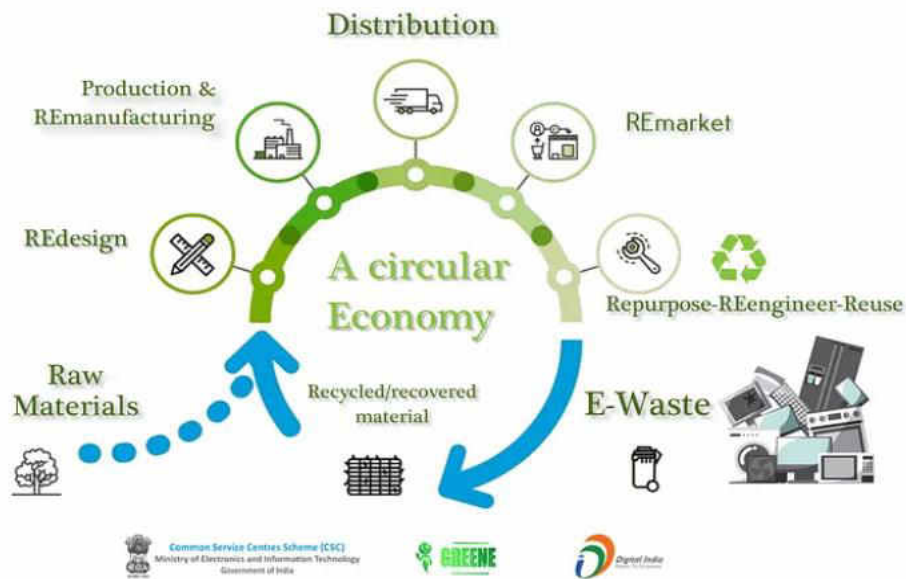 Distribution
Production &
REmanufacturing
REmarket
REdesign
A circular
Economy
Repurpose-REengineer-Reuse
Raw
Materials
Recycled/recovered
material
E-Waste
Common Service Centres Scheme (CSC)
Ministry of Electronics and Information Technology
Government of India
GREENE
Digital India